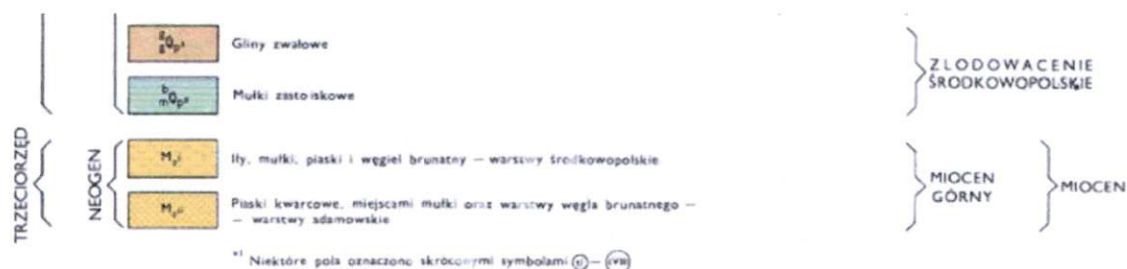 Gliny zwałowe
ZLODOWACENIE
ŚRODKOWOPOLSKIE
Mułki zastoiskowe
TRZECIORZĘD
NEOGEN
Iły, mułki, piaski i węgiel brunatny — warstwy środkowopolskie
MIOCEN
GÓRNY
MIOCEN
Piaski kwarcowe, miejscami mułki oraz warstwy węgla brunatnego —
— warstwy adamowskie
*) Niektóre pola oznaczono skróconymi symbolami